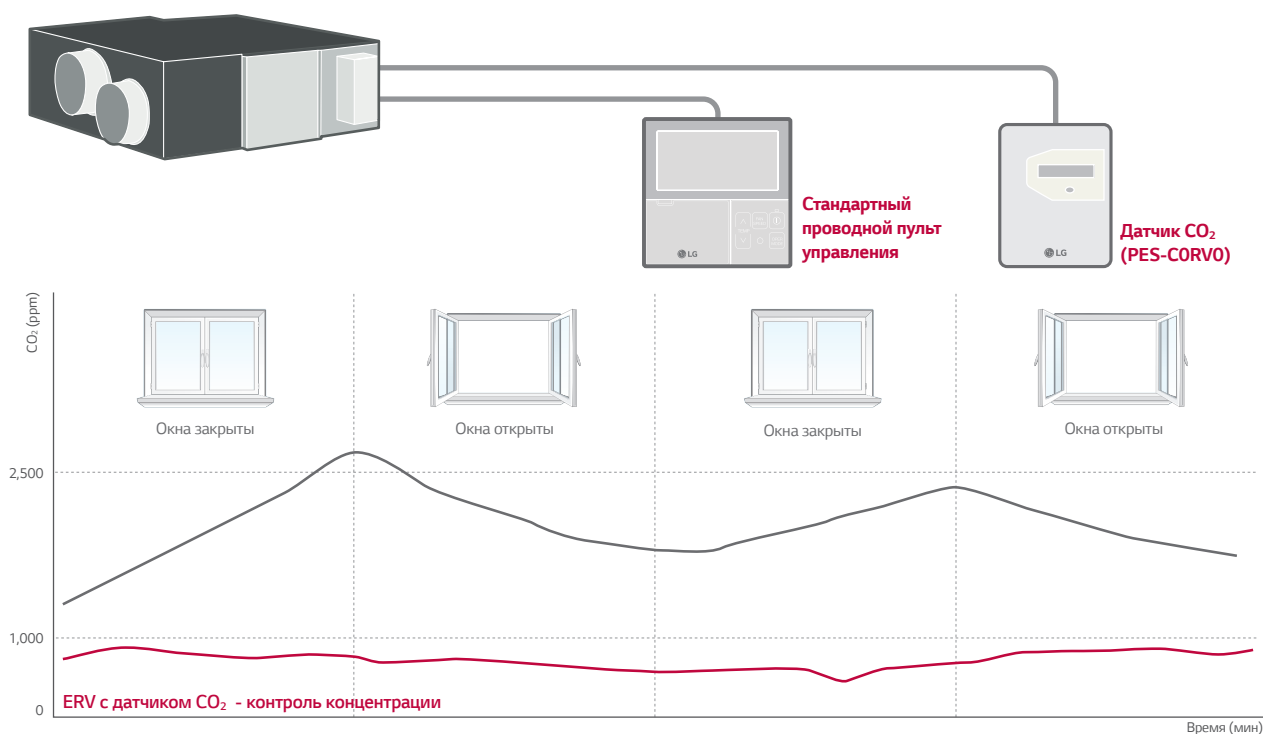 Стандартный
проводной пульт
управления
LG
Датчик CO₂
(PES-C0RV0)
LG
CO₂ (ppm)
Окна закрыты
Окна открыты
Окна закрыты
Окна открыты
2,500
1,000
0
ERV с датчиком CO₂ - контроль концентрации
Время (мин)